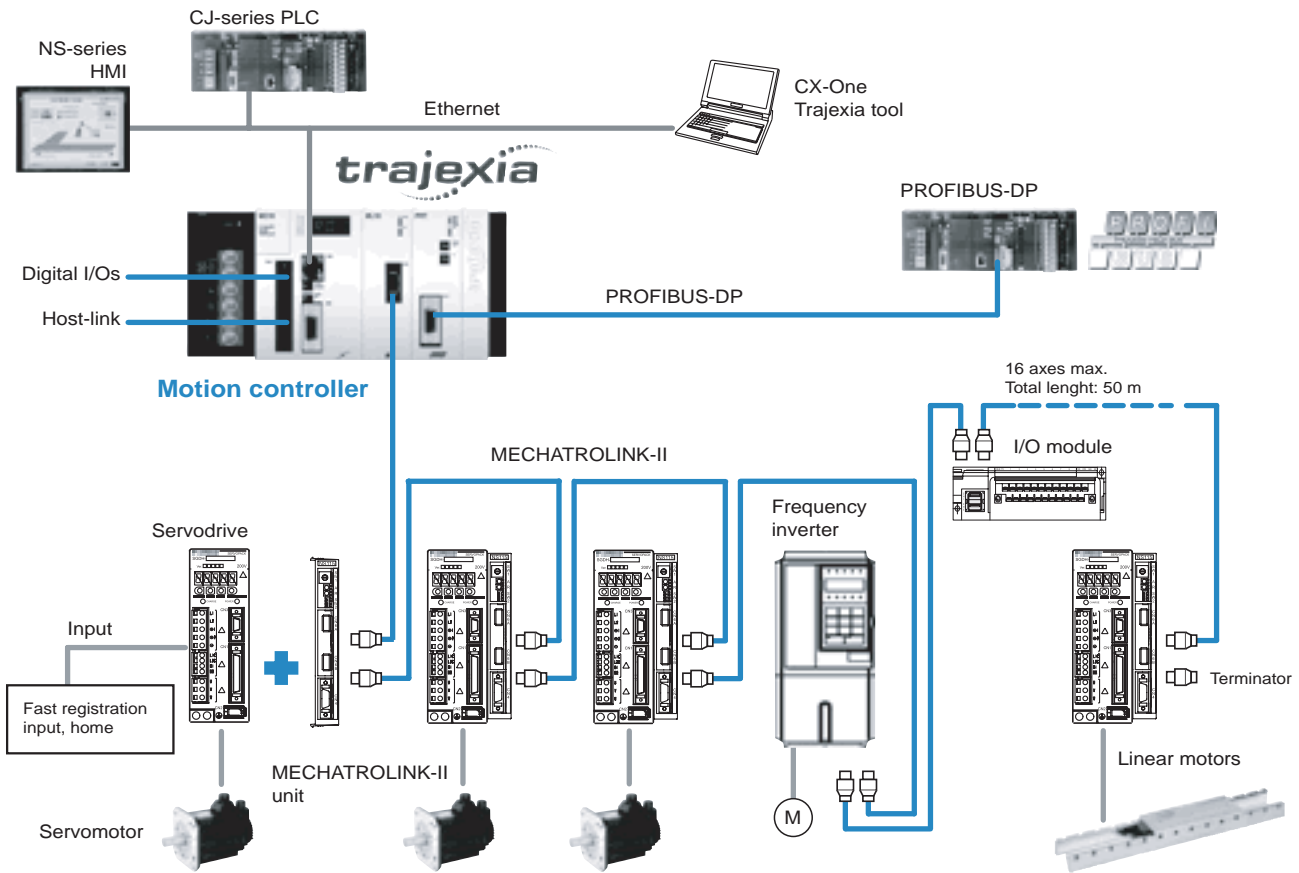 CJ-series PLC
NS-series
HMI
Ethernet
CX-One
Trajexia tool
trajexia
PROFIBUS-DP
Digital I/Os
Host-link
PROFIBUS-DP
Motion controller
16 axes max.
Total lenght: 50 m
MECHATROLINK-II
I/O module
Frequency
inverter
Servodrive
Input
Fast registration
input, home
Terminator
MECHATROLINK-II
unit
Linear motors
Servomotor
M